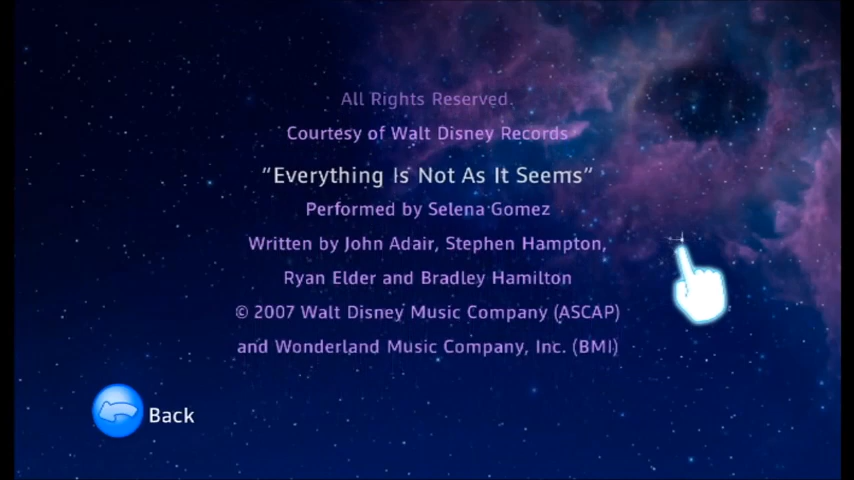 All Rights Reserved.
Courtesy of Walt Disney Records
“Everything Is Not As It Seems”
Performed by Selena Gomez
Written by John Adair, Stephen Hampton,
Ryan Elder and Bradley Hamilton
© 2007 Walt Disney Music Company (ASCAP)
and Wonderland Music Company, Inc. (BMI)
Back